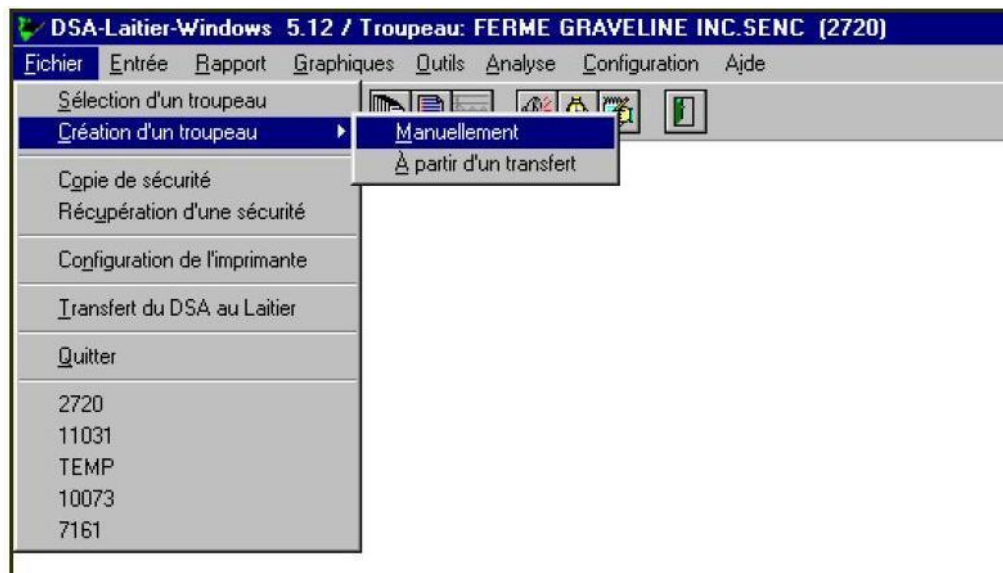 DSA-Laitier-Windows 5.12 / Troupeau: FERME GRAVELINE INC.SENC (2720)
Fichier Entrée Rapport Graphiques Outils Analyse Configuration Ajde
Sélection d'un troupeau
Création d'un troupeau
Manuellement
À partir d'un transfert
Copie de sécurité
Récupération d'une sécurité
Configuration de l'imprimante
Transfert du DSA au Laitier
Quitter
2720
11031
TEMP
10073
7161